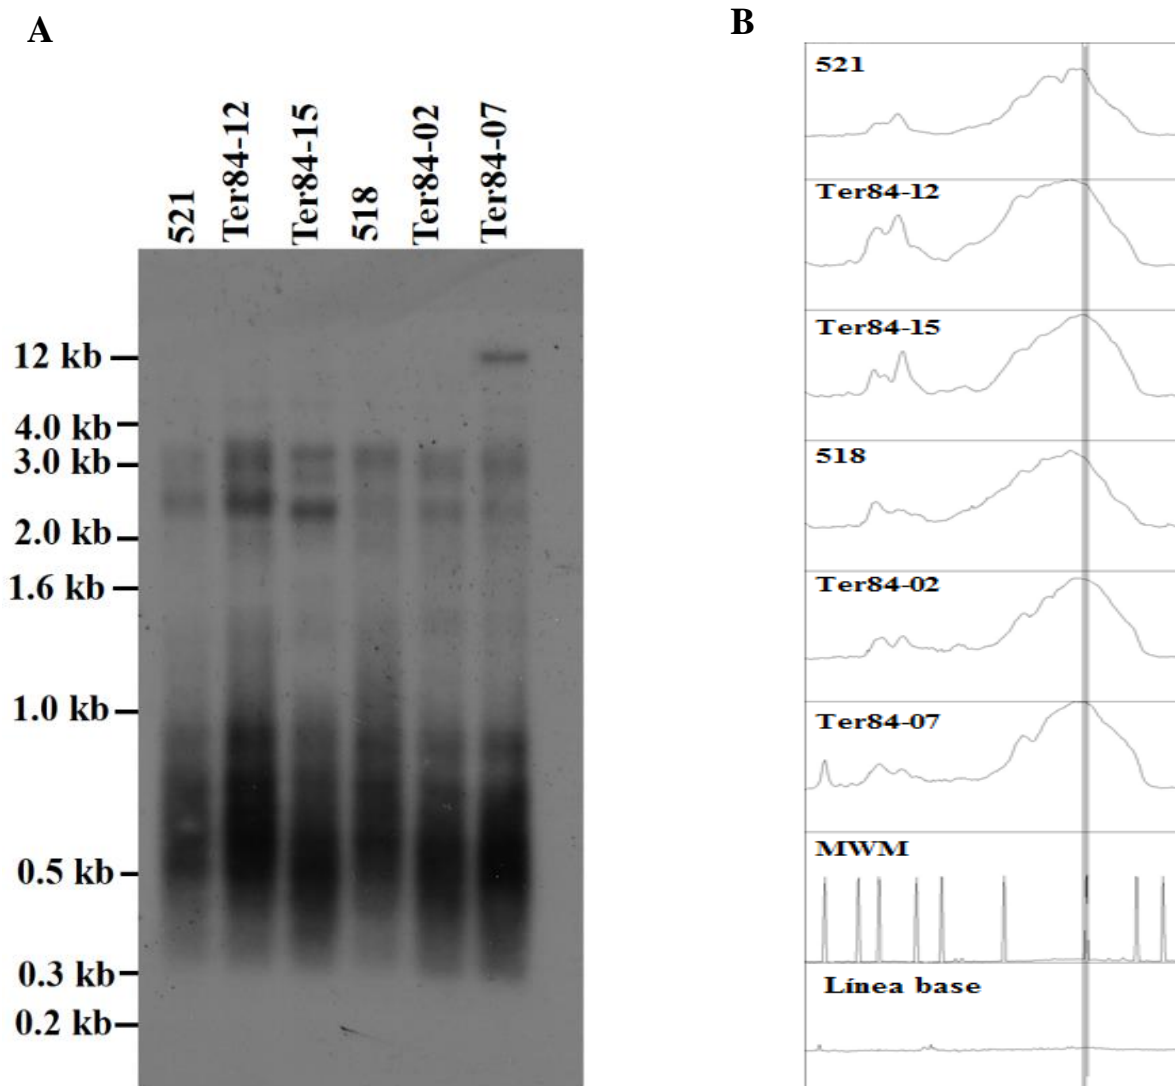 A
521
Ter84-12
Ter84-15
518
Ter84-02
Ter84-07
12 kb
4.0 kb
3.0 kb
2.0 kb
1.6 kb
1.0 kb
0.5 kb
0.3 kb
0.2 kb
B
521
Ter84-12
Ter84-15
518
Ter84-02
Ter84-07
MWM
Línea base